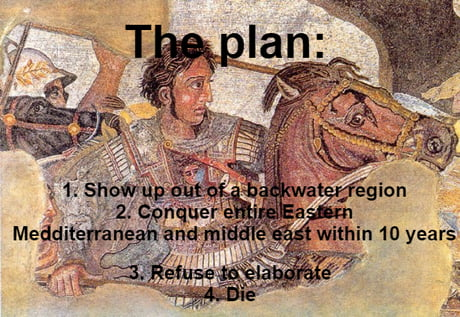 The plan:
1. Show up out of a backwater region
2. Conquer entire Eastern
Medditerranean and middle east within 10 years
3. Refuse to elaborate
4. Die